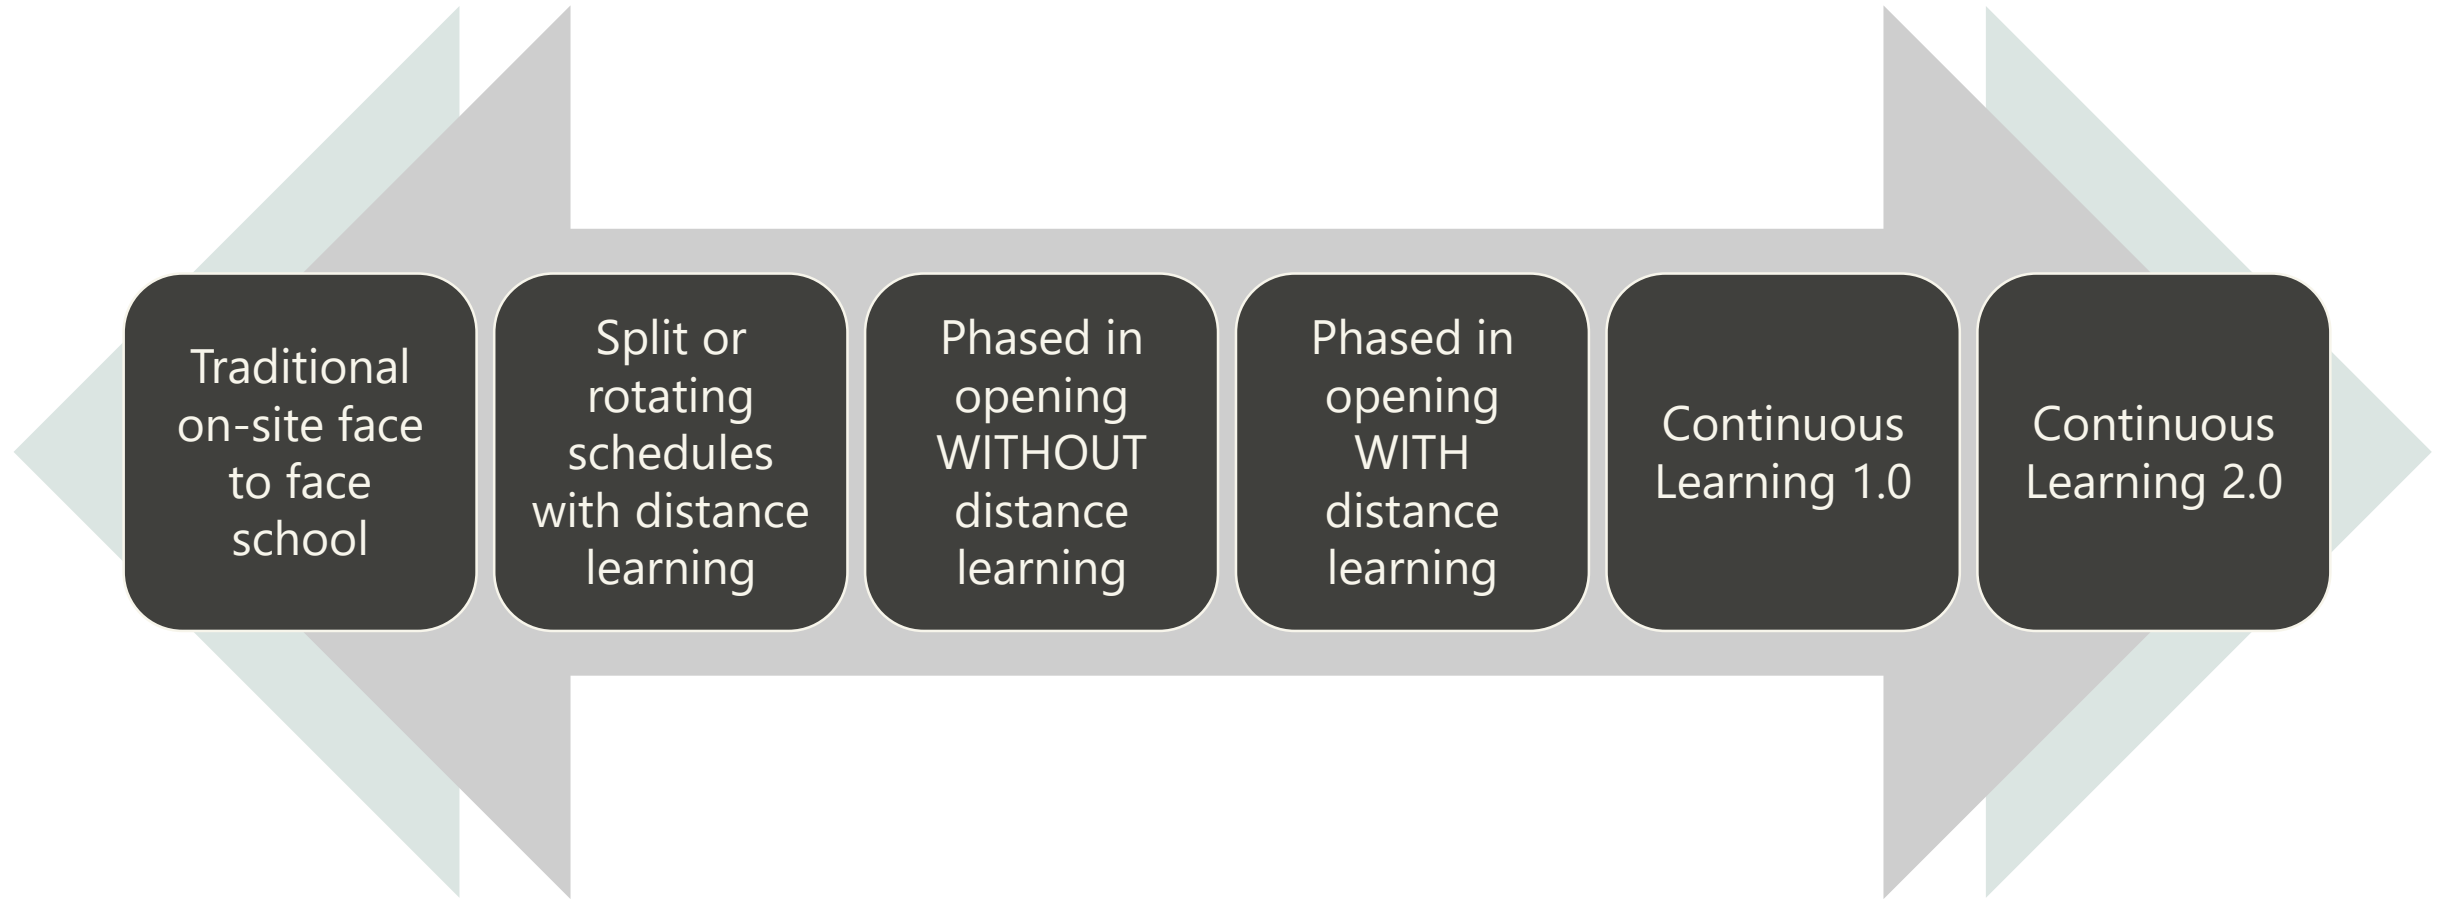 Traditional
on-site face
to face
school
Split or
rotating
schedules
with distance
learning
Phased in
opening
WITHOUT
distance
learning
Phased in
opening
WITH
distance
learning
Continuous
Learning 1.0
Continuous
Learning 2.0